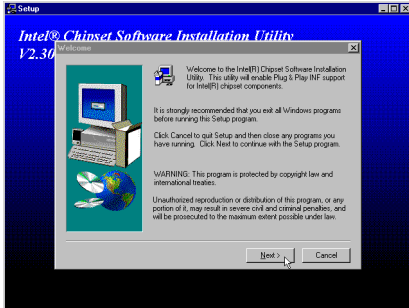 Setup
Intel® Chipset Software Installation Utility
V2.30
Welcome
Welcome to the Intel(R) Chipset Software Installation
Utility. This utility will enable Plug & Play INF support
for Intel(R) chipset components.
It is strongly recommended that you exit all Windows programs
before running this Setup program.
Click Cancel to quit Setup and then close any programs you
have running. Click Next to continue with the Setup program.
WARNING: This program is protected by copyright law and
international treaties.
Unauthorized reproduction or distribution of this program, or any
portion of it, may result in severe civil and criminal penalties, and
will be prosecuted to the maximum extent possible under law.
Next >
Cancel